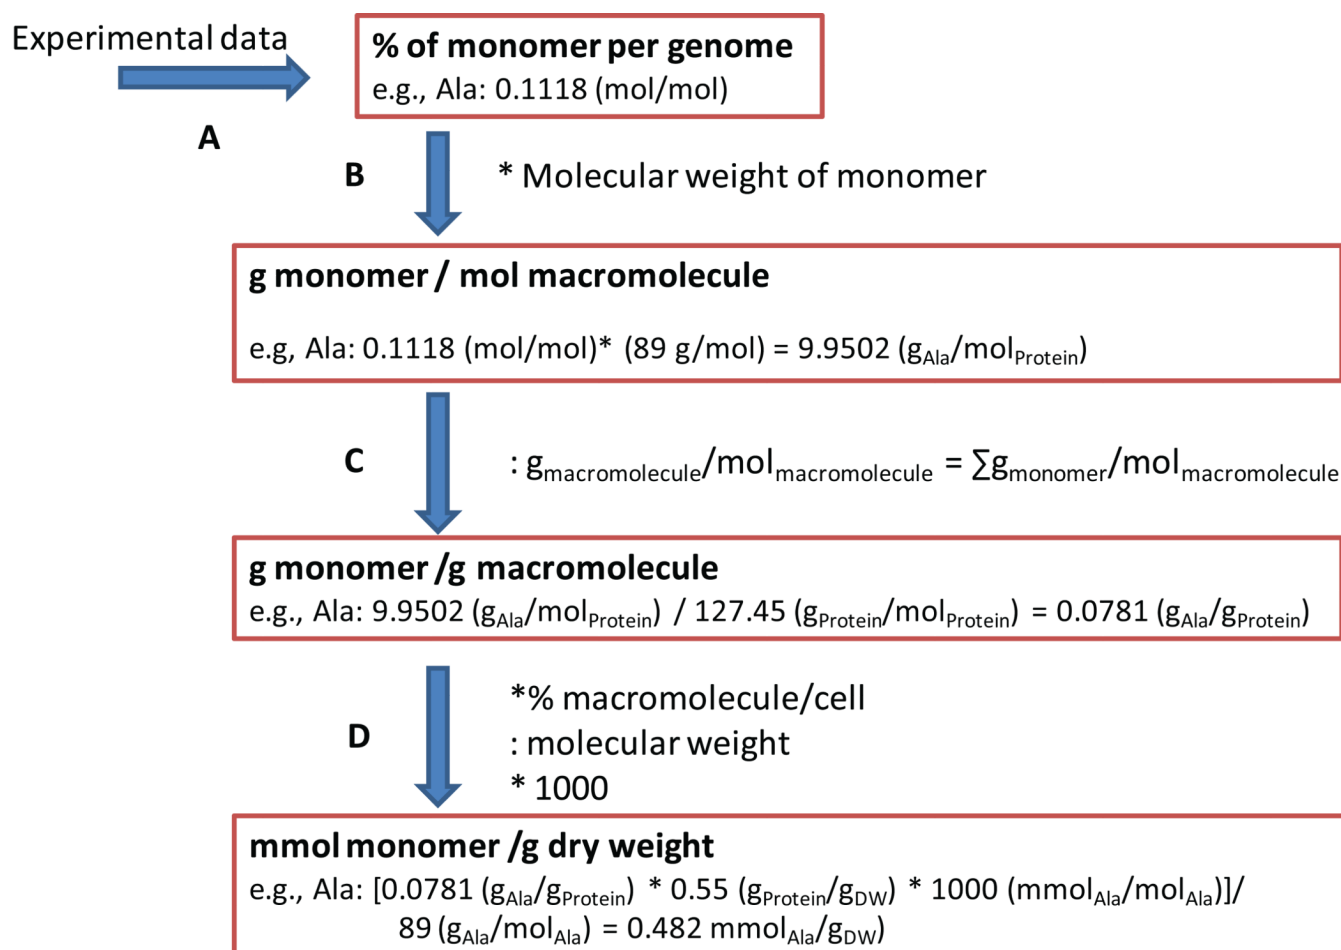 Experimental data
% of monomer per genome
e.g., Ala: 0.1118 (mol/mol)
A
B
* Molecular weight of monomer
g monomer / mol macromolecule
e.g, Ala: 0.1118 (mol/mol)* (89 g/mol) = 9.9502 (gAla/molProtein)
C
: gmacromolecule/molmacromolecule = ∑gmonomer/molmacromolecule
g monomer /g macromolecule
e.g., Ala: 9.9502 (gAla/molProtein) / 127.45 (gProtein/molProtein) = 0.0781 (gAla/gProtein)
*% macromolecule/cell
D
: molecular weight
* 1000
mmol monomer /g dry weight
e.g., Ala: [0.0781 (gAla/gProtein) * 0.55 (gProtein/gDW) * 1000 (mmolAla/molAla)]/
89 (gAla/molAla) = 0.482 mmolAla/gDW)